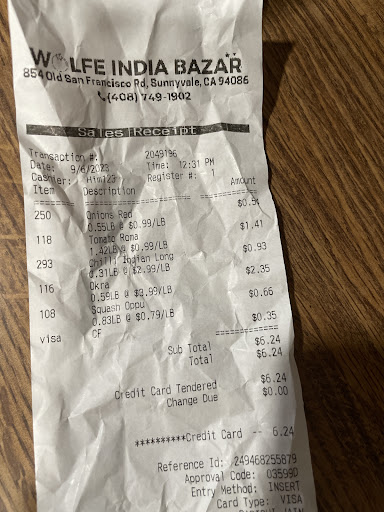 W LFE INDIA BAZAR
854 Old San Francisco Rd, Sunnyvale, CA 94086
(408) 749-1902
Sales Receipt
Transaction #: 2049196
Date: 9/6/2023 Time: 12:31 PM
Cashier: Him123 Register #: 1
Item Description Amount
250 Onions Red $0.54
0.55LB @ $0.99/LB
118 Tomato Roma $1.41
1.42LB @ $0.99/LB
293 Chilli Indian Long $0.93
0.31LB @ $2.99/LB
116 Okra $2.35
0.59LB @ $3.99/LB
108 Squash Oppu $0.66
0.83LB @ $0.79/LB
visa CF $0.35
Sub Total $6.24
Total $6.24
Credit Card Tendered $6.24
Change Due $0.00
**********Credit Card -- 6.24
Reference Id: 249468255879
Approval Code: 03599D
Entry Method: INSERT
Card Type: VISA
JAIN